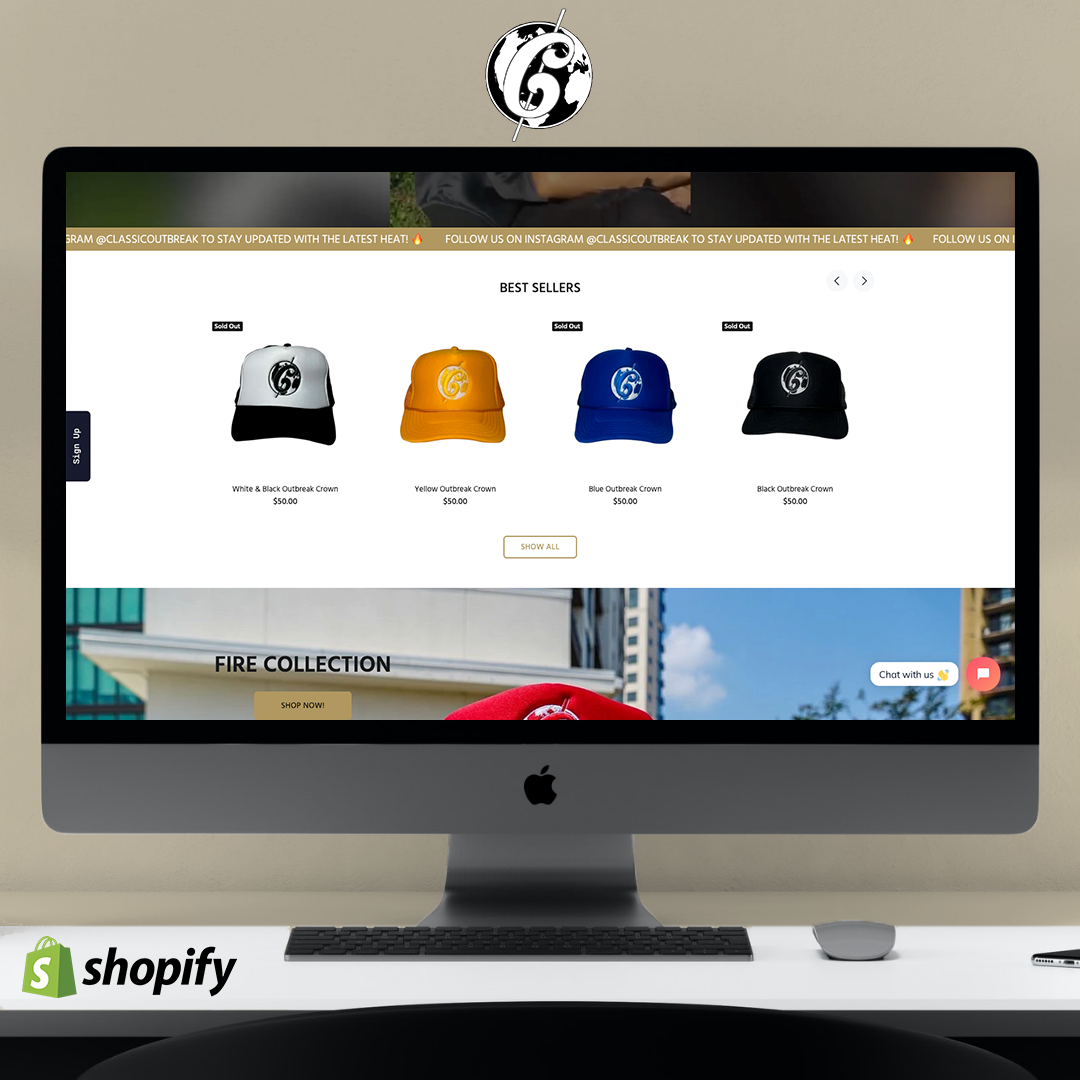 GRAM @CLASSICOUTBREAK TO STAY UPDATED WITH THE LATEST HEAT! 🔥 FOLLOW US ON INSTAGRAM @CLASSICOUTBREAK TO STAY UPDATED WITH THE LATEST HEAT! 🔥 FOLLOW US ON I
BEST SELLERS
Sold Out
Sold Out
Sold Out
White & Black Outbreak Crown
$50.00
Yellow Outbreak Crown
$50.00
Blue Outbreak Crown
$50.00
Black Outbreak Crown
$50.00
Sign Up
SHOW ALL
FIRE COLLECTION
SHOP NOW!
Chat with us 👋
shopify